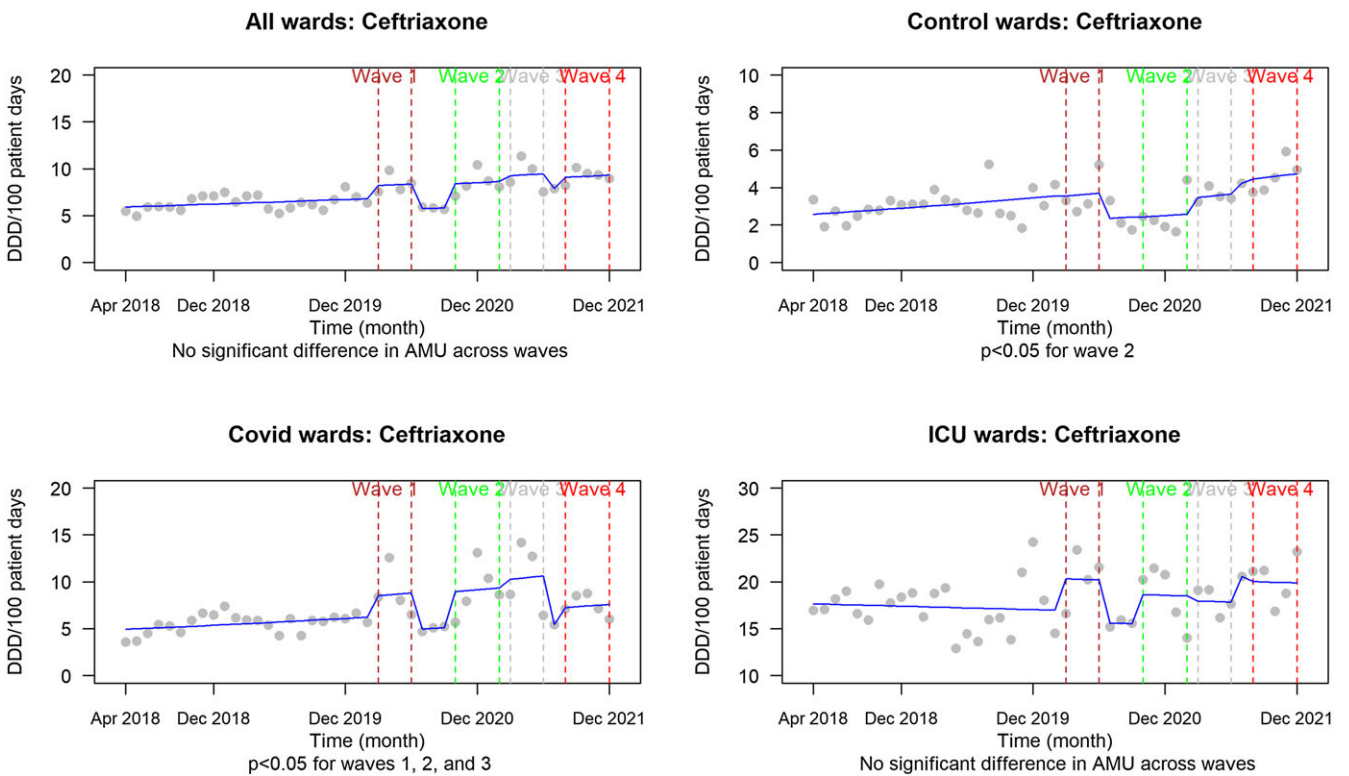 All wards: Ceftriaxone
DDD/100 patient days
20
15
10
5
0
Wave 1
Wave 2
Wave 3
Wave 4
Apr 2018
Dec 2018
Dec 2019
Dec 2020
Dec 2021
Time (month)
No significant difference in AMU across waves
Control wards: Ceftriaxone
DDD/100 patient days
10
8
6
4
2
0
Wave 1
Wave 2
Wave 3
Wave 4
Apr 2018
Dec 2018
Dec 2019
Dec 2020
Dec 2021
Time (month)
p<0.05 for wave 2
Covid wards: Ceftriaxone
DDD/100 patient days
20
15
10
5
0
Wave 1
Wave 2
Wave 3
Wave 4
Apr 2018
Dec 2018
Dec 2019
Dec 2020
Dec 2021
Time (month)
p<0.05 for waves 1, 2, and 3
ICU wards: Ceftriaxone
DDD/100 patient days
30
25
20
15
10
Wave 1
Wave 2
Wave 3
Wave 4
Apr 2018
Dec 2018
Dec 2019
Dec 2020
Dec 2021
Time (month)
No significant difference in AMU across waves